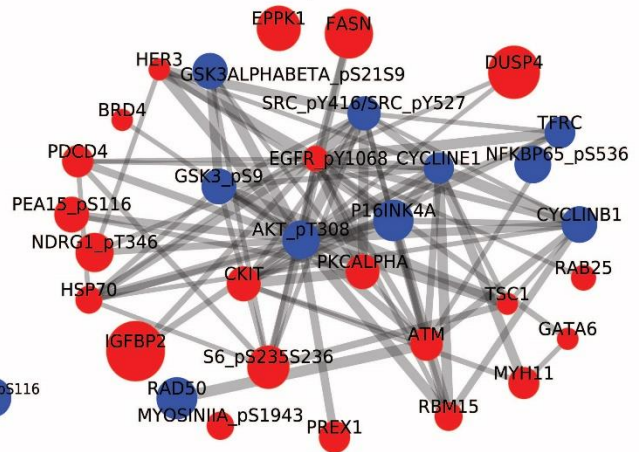 EPPK1
FASN
HER3
GSK3ALPHABETA_pS21S9
DUSP4
SRC_pY416/SRC_pY527
BRD4
TFRC
PDCD4
EGFR_pY1068
CYCLINE1
NFKBP65_pS536
GSK3_pS9
PEA15_pS116
P16INK4A
CYCLINB1
AKT_pT308
NDRG1_pT346
PKCALPHA
RAB25
CKIT
HSP70
TSC1
GATA6
IGFBP2
ATM
S6_pS235S236
MYH11
pS116
RAD50
RBM15
MYOSINIIA_pS1943
PREX1